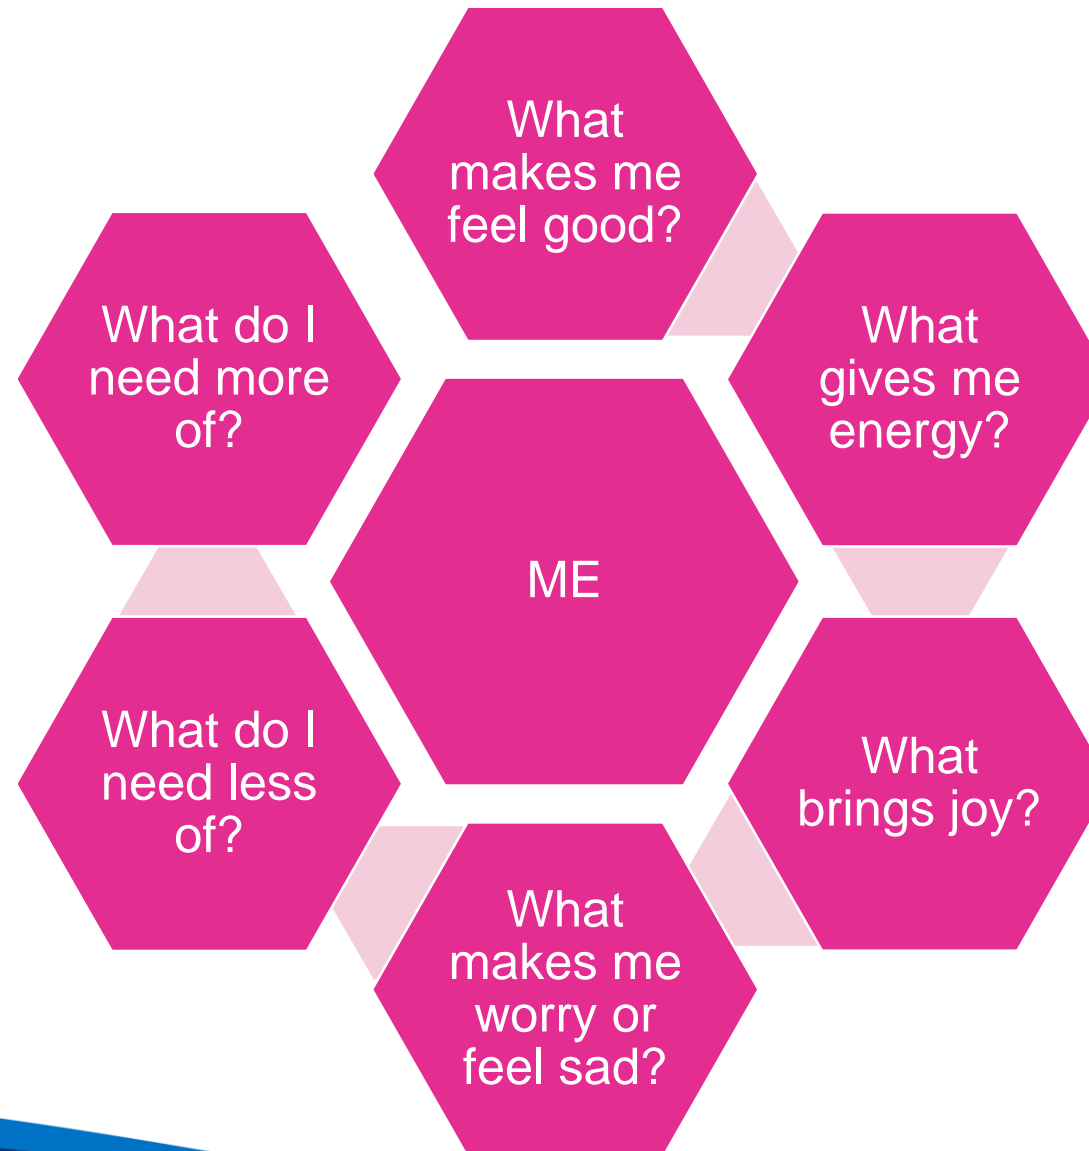 What
makes me
feel good?
What
gives me
energy?
What
brings joy?
What
makes me
worry or
feel sad?
What do I
need less
of?
What do I
need more
of?
ME